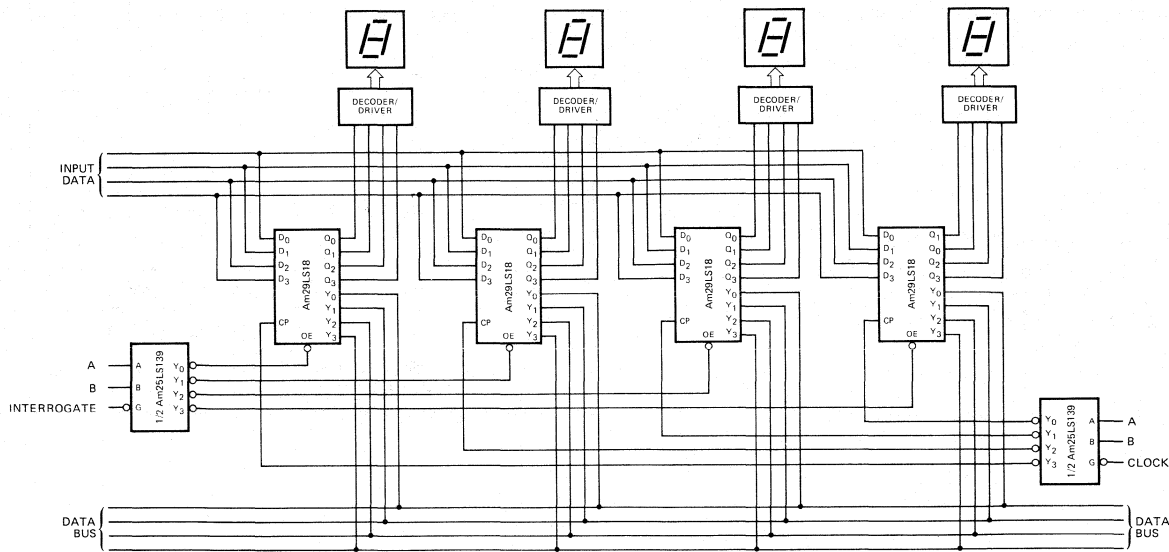 DECODER/
DRIVER
DECODER/
DRIVER
DECODER/
DRIVER
DECODER/
DRIVER
INPUT
DATA
D0 Q0
D1 Q1
D2 Q2
D3 Q3
Y0
Y1
CP Y2
OE Y3
Am29LS18
D0 Q0
D1 Q1
D2 Q2
D3 Q3
Y0
Y1
CP Y2
OE Y3
Am29LS18
D0 Q0
D1 Q1
D2 Q2
D3 Q3
Y0
Y1
CP Y2
OE Y3
Am29LS18
D0 Q1
D1 Q0
D2 Q2
D3 Q3
Y0
Y1
CP Y2
OE Y3
Am29LS18
A A Y0
B B Y1
Y2
INTERROGATE G Y3
1/2 Am25LS139
Y0 A A
Y1
Y2 B B
Y3 G CLOCK
1/2 Am25LS139
DATA
BUS
DATA
BUS